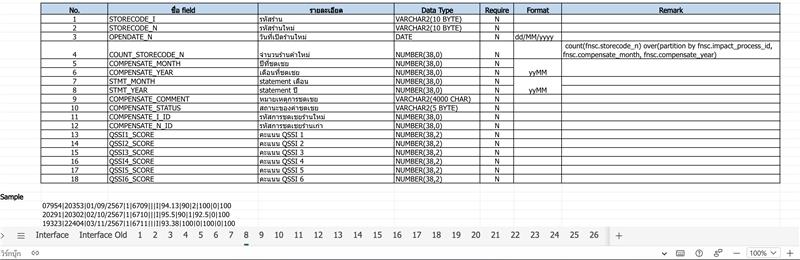 No. ชื่อ field รายละเอียด Data Type Require Format Remark
1 STORECODE_I รหัสร้าน VARCHAR2(10 BYTE) N
2 STORECODE_N รหัสร้านใหม่ VARCHAR2(10 BYTE) N
3 OPENDATE_N วันที่เปิดร้านใหม่ DATE N dd/MM/yyyy
4 COUNT_STORECODE_N จำนวนร้านค้าใหม่ NUMBER(38,0) N count(fnsc.storecode_n) over(partition by fnsc.impact_process_id, fnsc.compensate_month, fnsc.compensate_year)
5 COMPENSATE_MONTH ปีที่ชดเชย NUMBER(38,0) N
6 COMPENSATE_YEAR เดือนที่ชดเชย NUMBER(38,0) N yyMM
7 STMT_MONTH statement เดือน NUMBER(38,0) N
8 STMT_YEAR statement ปี NUMBER(38,0) N yyMM
9 COMPENSATE_COMMENT หมายเหตุการชดเชย VARCHAR2(4000 CHAR) N
10 COMPENSATE_STATUS สถานะของค่าชดเชย VARCHAR2(5 BYTE) N
11 COMPENSATE_I_ID รหัสการชดเชยร้านใหม่ NUMBER(38,0) N
12 COMPENSATE_N_ID รหัสการชดเชยร้านเก่า NUMBER(38,0) N
13 QSSI1_SCORE คะแนน QSSI 1 NUMBER(38,2) N
14 QSSI2_SCORE คะแนน QSSI 2 NUMBER(38,2) N
15 QSSI3_SCORE คะแนน QSSI 3 NUMBER(38,2) N
16 QSSI4_SCORE คะแนน QSSI 4 NUMBER(38,2) N
17 QSSI5_SCORE คะแนน QSSI 5 NUMBER(38,2) N
18 QSSI6_SCORE คะแนน QSSI 6 NUMBER(38,2) N
Sample
07954|20353|01/09/2567|1|6709||||I|94.13|90|2|100|0|100
20291|20302|02/10/2567|1|6710||||I|95.5|90|1|92.5|0|100
19323|22404|03/11/2567|1|6711||||I|93.38|100|0|100|0|100
Interface Interface Old 1 2 3 4 5 6 7 8 9 10 11 12 13 14 15 16 17 18 19 20 21 22 23 24 25 26
เวิร์กบุ๊ก 100%